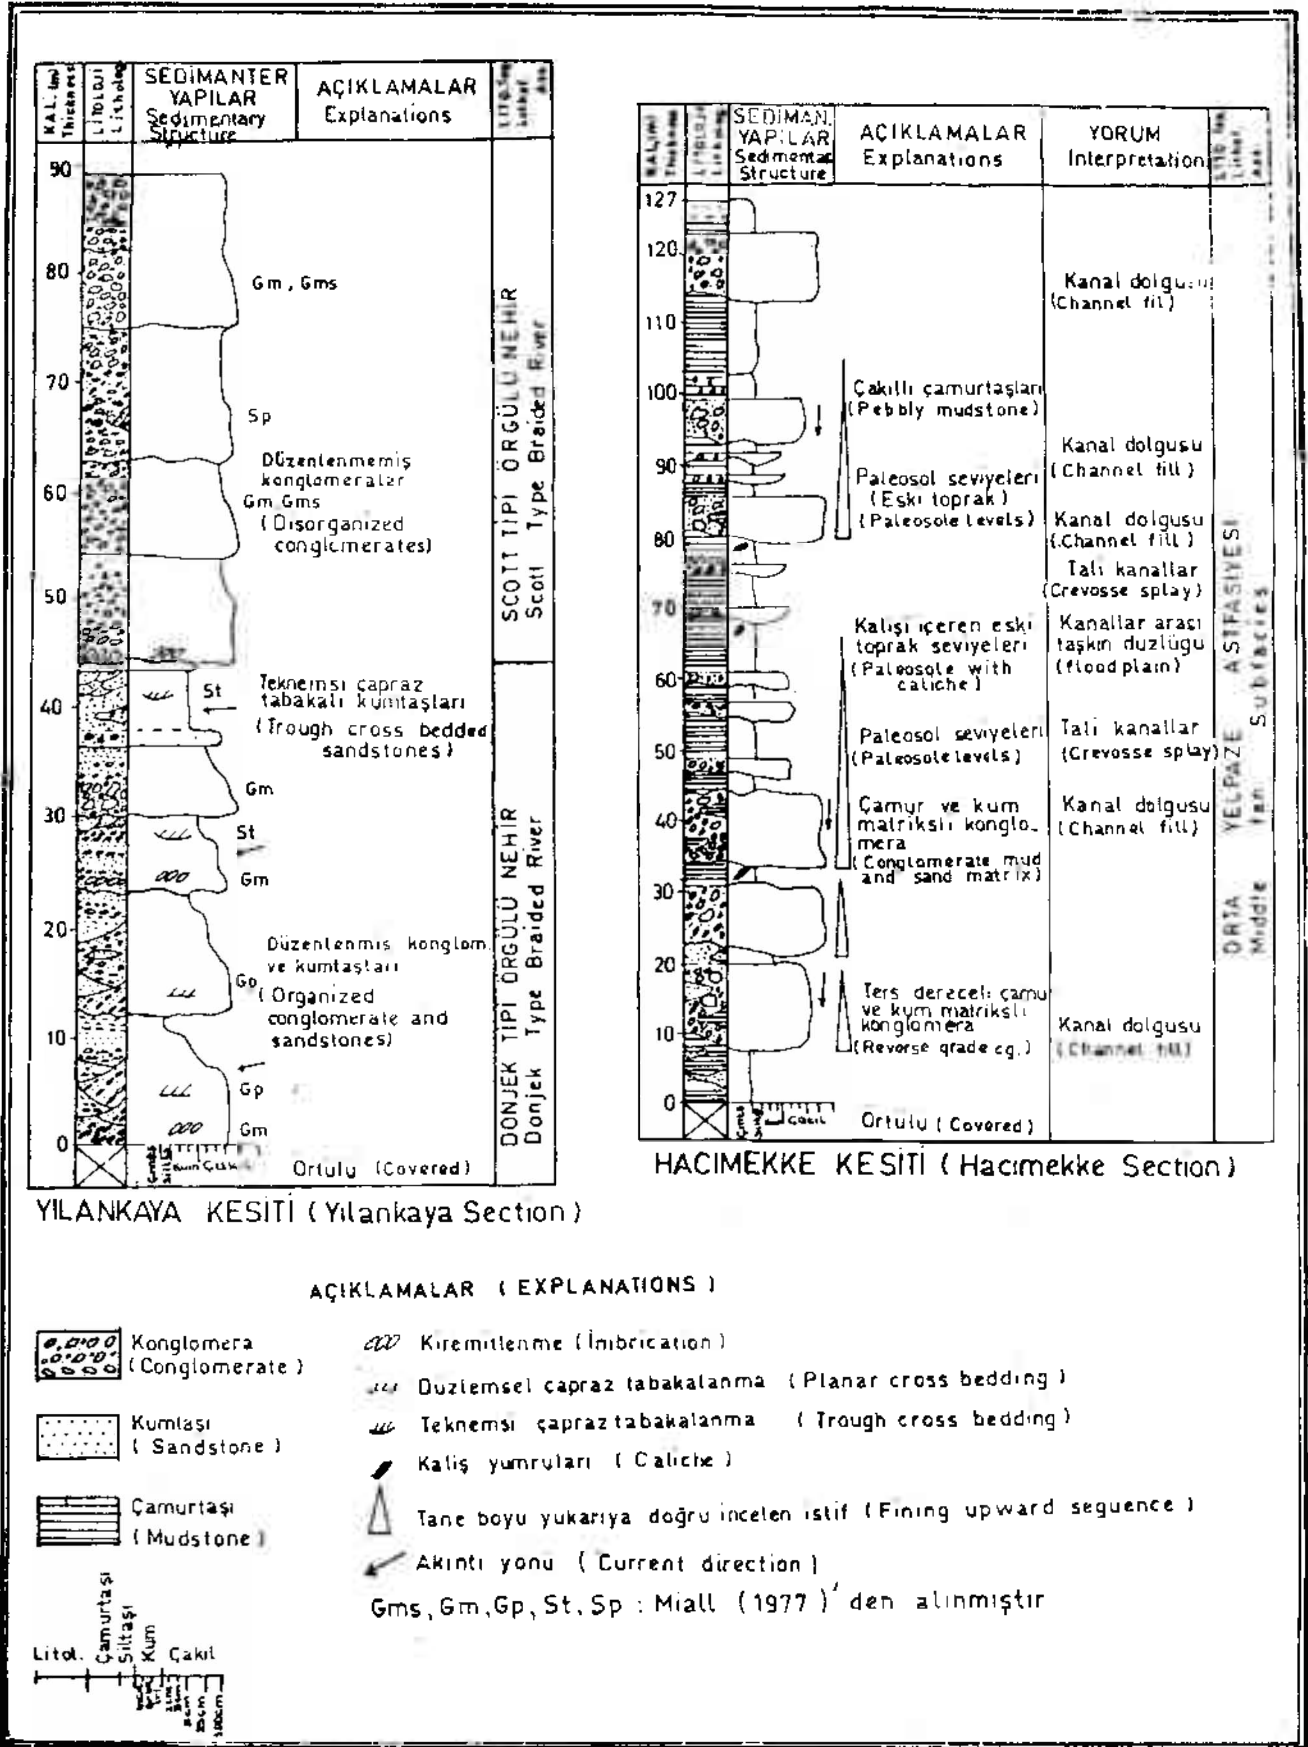 KAL. (m)
Thickness
LİTOLOJİ
Litholog
SEDİMANTER
YAPILAR
Sedimentary
Structure
AÇIKLAMALAR
Explanations
90
80
70
60
50
40
30
20
10
0
Gm, Gms
Sp
Düzenlenmemiş
konglomeralar
Gm, Gms
(Disorganized
conglomerates)
St
Teknemsi çapraz
tabakalı kumtaşları
(Trough cross bedded
sandstones)
Gm
St
Gm
Düzenlenmiş konglom.
ve kumtaşları
Gp
(Organized
conglomerate and
sandstones)
Gp
Gm
Kum Çakıl
Ortulu (Covered)
SCOTT TİPİ ÖRGÜLÜ NEHİR
Scott Type Braided River
DONJEK TİPİ ÖRGÜLÜ NEHİR
Donjek Type Braided River
YILANKAYA KESİTİ (Yılankaya Section)
Thickness
SEDİMAN.
YAPILAR
Sedimentar
Structure
AÇIKLAMALAR
Explanations
YORUM
Interpretation
127
120
110
100
90
80
70
60
50
40
30
20
10
0
Kanal dolgusu
(Channel fil)
Çakıllı çamurtaşları
(Pebbly mudstone)
Kanal dolgusu
(Channel fill)
Paleosol seviyeleri
(Eski toprak)
(Paleosole levels)
Kanal dolgusu
(Channel fill)
Tali kanallar
(Crevosse splay)
Kalişi içeren eski
toprak seviyeleri
(Paleosole with
caliche)
Kanallar arası
taşkın duzlügu
(flood plain)
Paleosol seviyeleri
(Paleosole levels)
Tali kanallar
(Crevosse splay)
Çamur ve kum
matriksli konglo-
mera
(Conglomerate mud
and sand matrix)
Kanal dolgusu
(Channel fill)
Ters dereceli çamu
ve kum matriksli
konglomera
(Reverse grade cg.)
Kanal dolgusu
(Channel fill)
Ortulu (Covered)
ORTA YELPAZE ASTFASİYESİ
Middle fan Subfacies
HACIMEKKE KESİTİ (Hacımekke Section)
AÇIKLAMALAR (EXPLANATIONS)
Konglomera
(Conglomerate)
Kumtaşı
(Sandstone)
Çamurtaşı
(Mudstone)
Kiremitlenme (İmbrication)
Duzlemsel capraz tabakalanma (Planar cross bedding)
Teknemsi çapraz tabakalanma (Trough cross bedding)
Kaliş yumruları (Caliche)
Tane boyu yukarıya doğru incelen istif (Fining upward seguence)
Akıntı yonu (Current direction)
Gms, Gm, Gp, St, Sp : Miall (1977)' den alınmıştır
Litol.
Çamurtaşı
Siltaşı
Kum
Çakıl